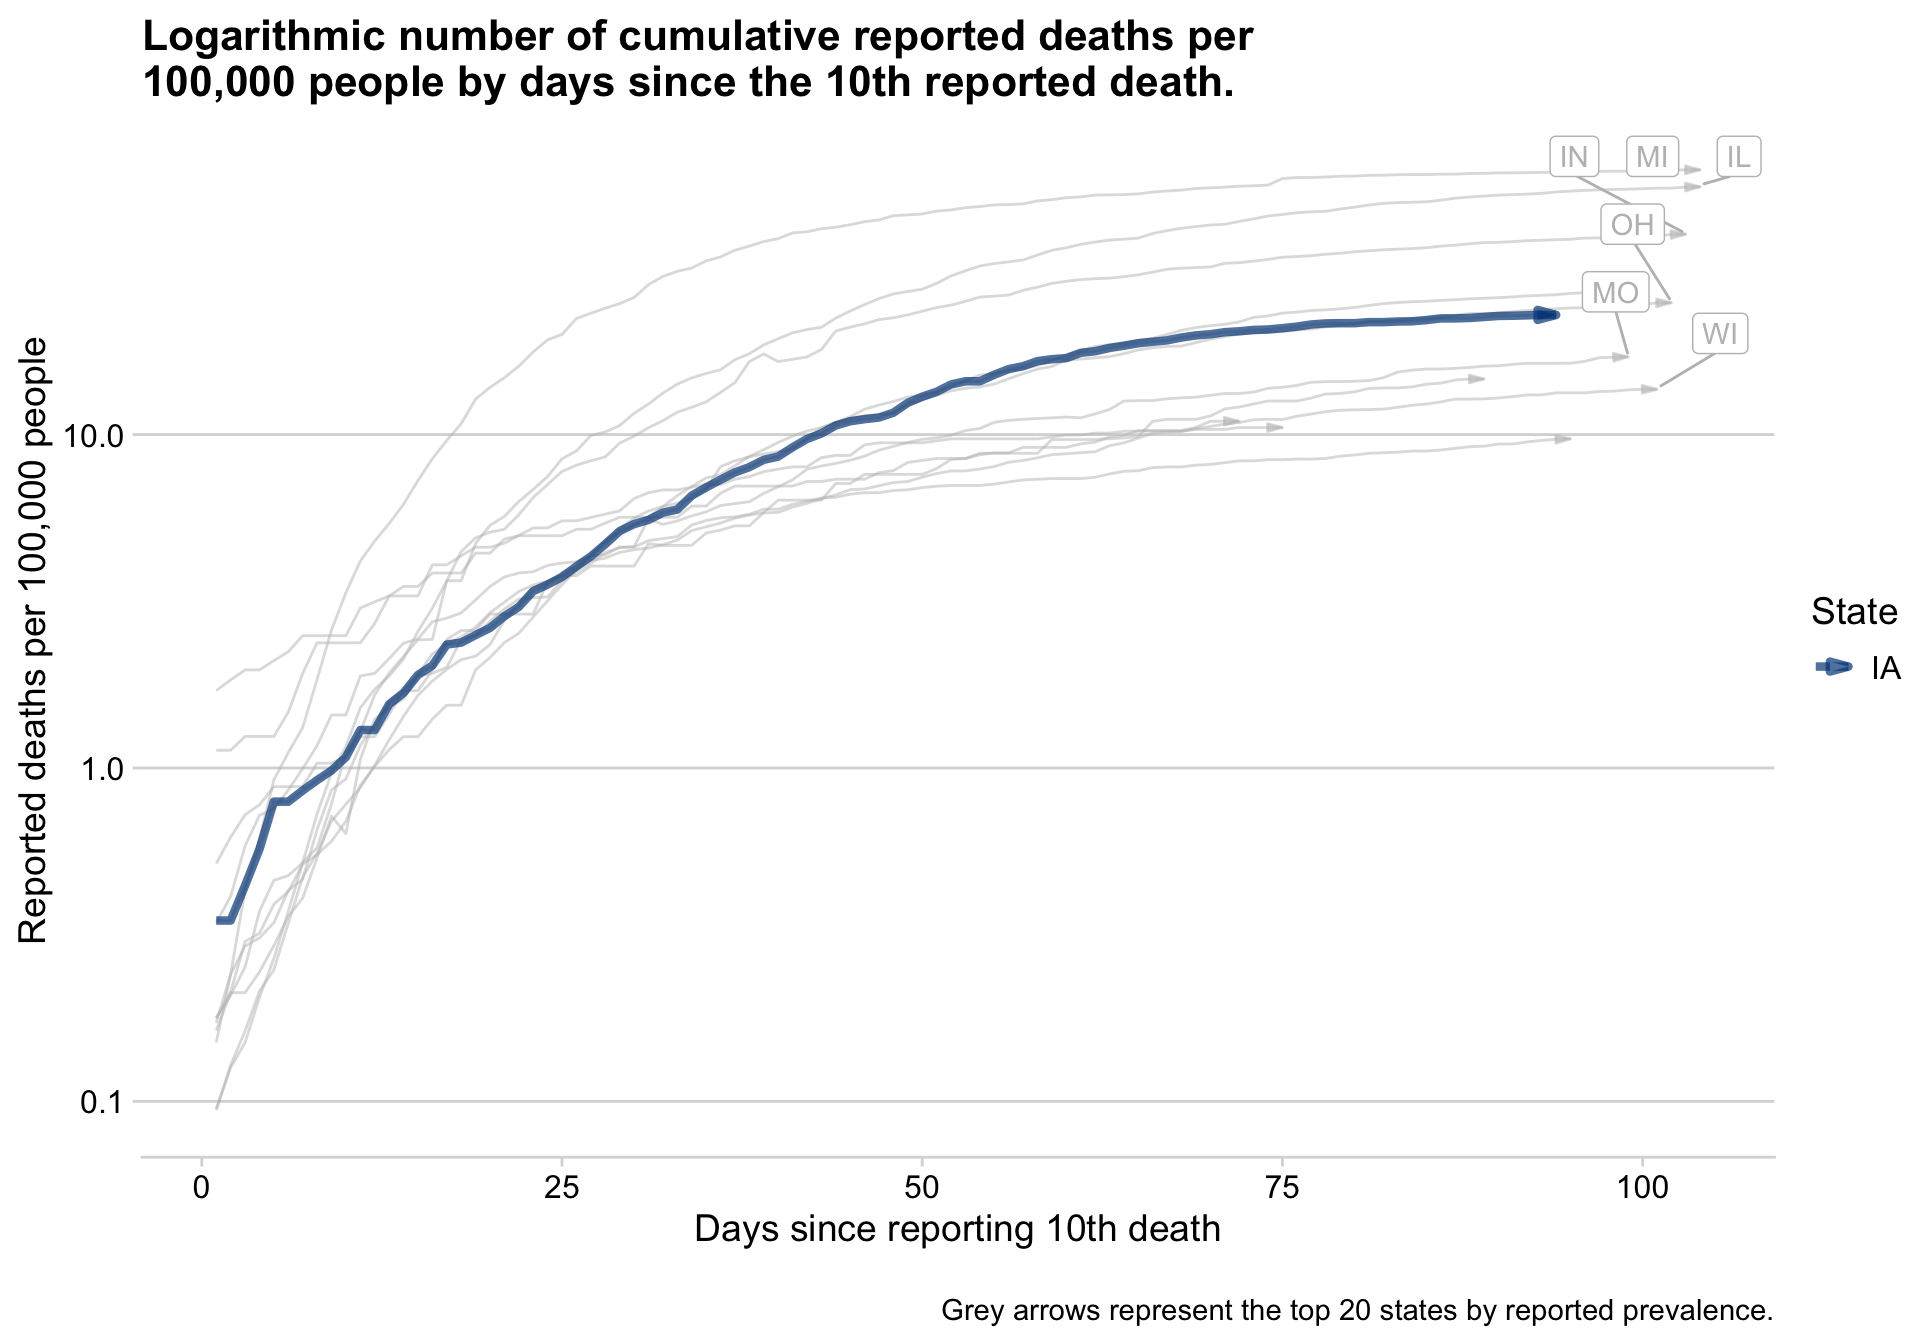 Logarithmic number of cumulative reported deaths per
100,000 people by days since the 10th reported death.
IN
MI
IL
OH
MO
WI
Reported deaths per 100,000 people
10.0
1.0
0.1
State
IA
0
25
50
75
100
Days since reporting 10th death
Grey arrows represent the top 20 states by reported prevalence.